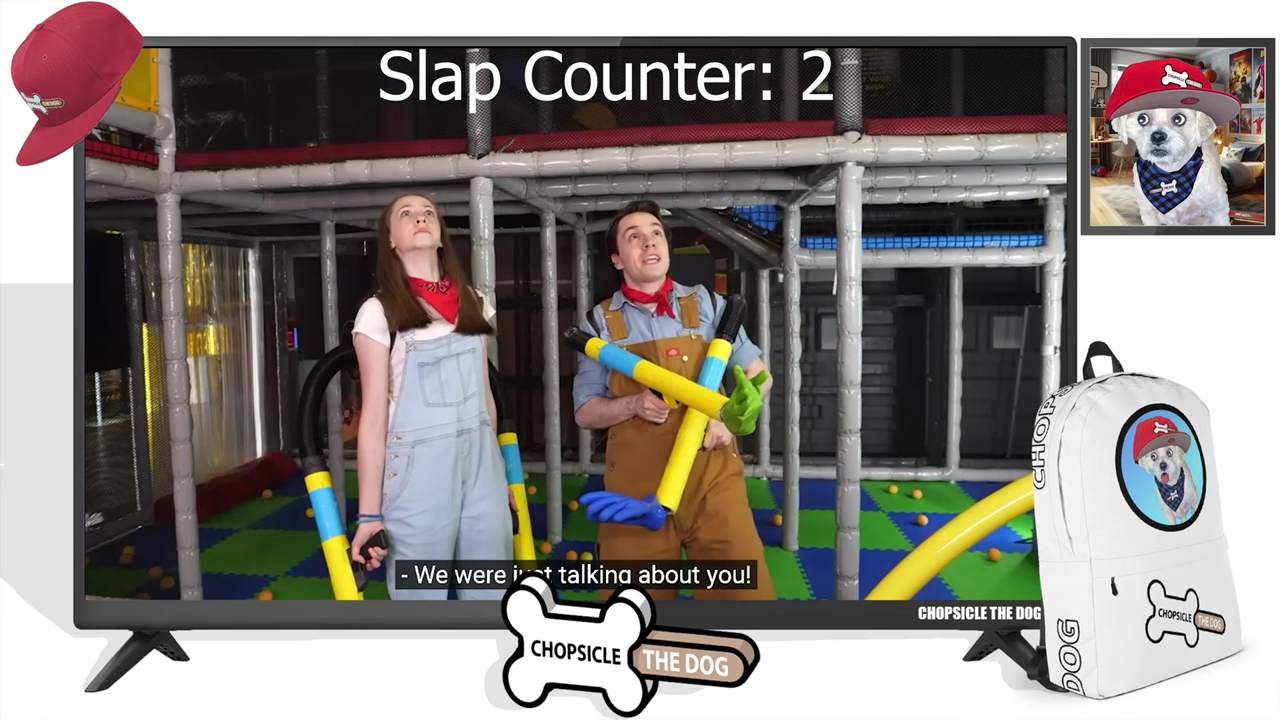 Slap Counter: 2
- We were just talking about you!
CHOPSICLE THE DOG
CHOPSICLE
THE DOG
CHOPSICLE
THE DOG
DOG